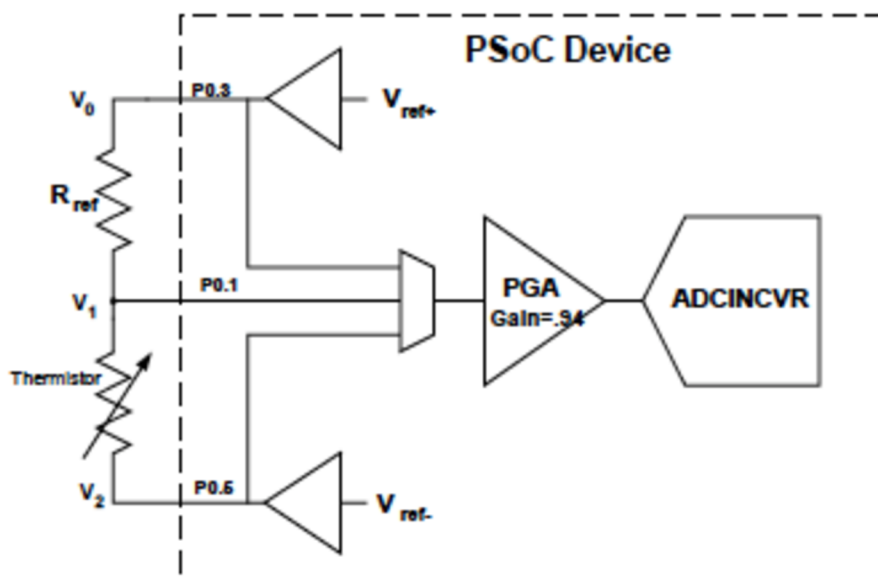 PSoC Device
V0
P0.3
Vref+
Rref
V1
P0.1
PGA
Gain=.94
ADCINCVR
Thermistor
V2
P0.5
Vref-